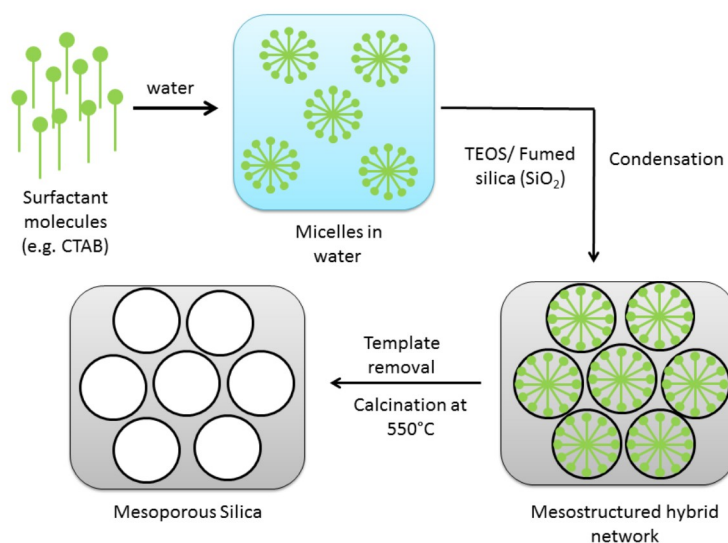 water
Surfactant
molecules
(e.g. CTAB)
Micelles in
water
TEOS/ Fumed
silica (SiO₂)
Condensation
Mesostructured hybrid
network
Template
removal
Calcination at
550°C
Mesoporous Silica